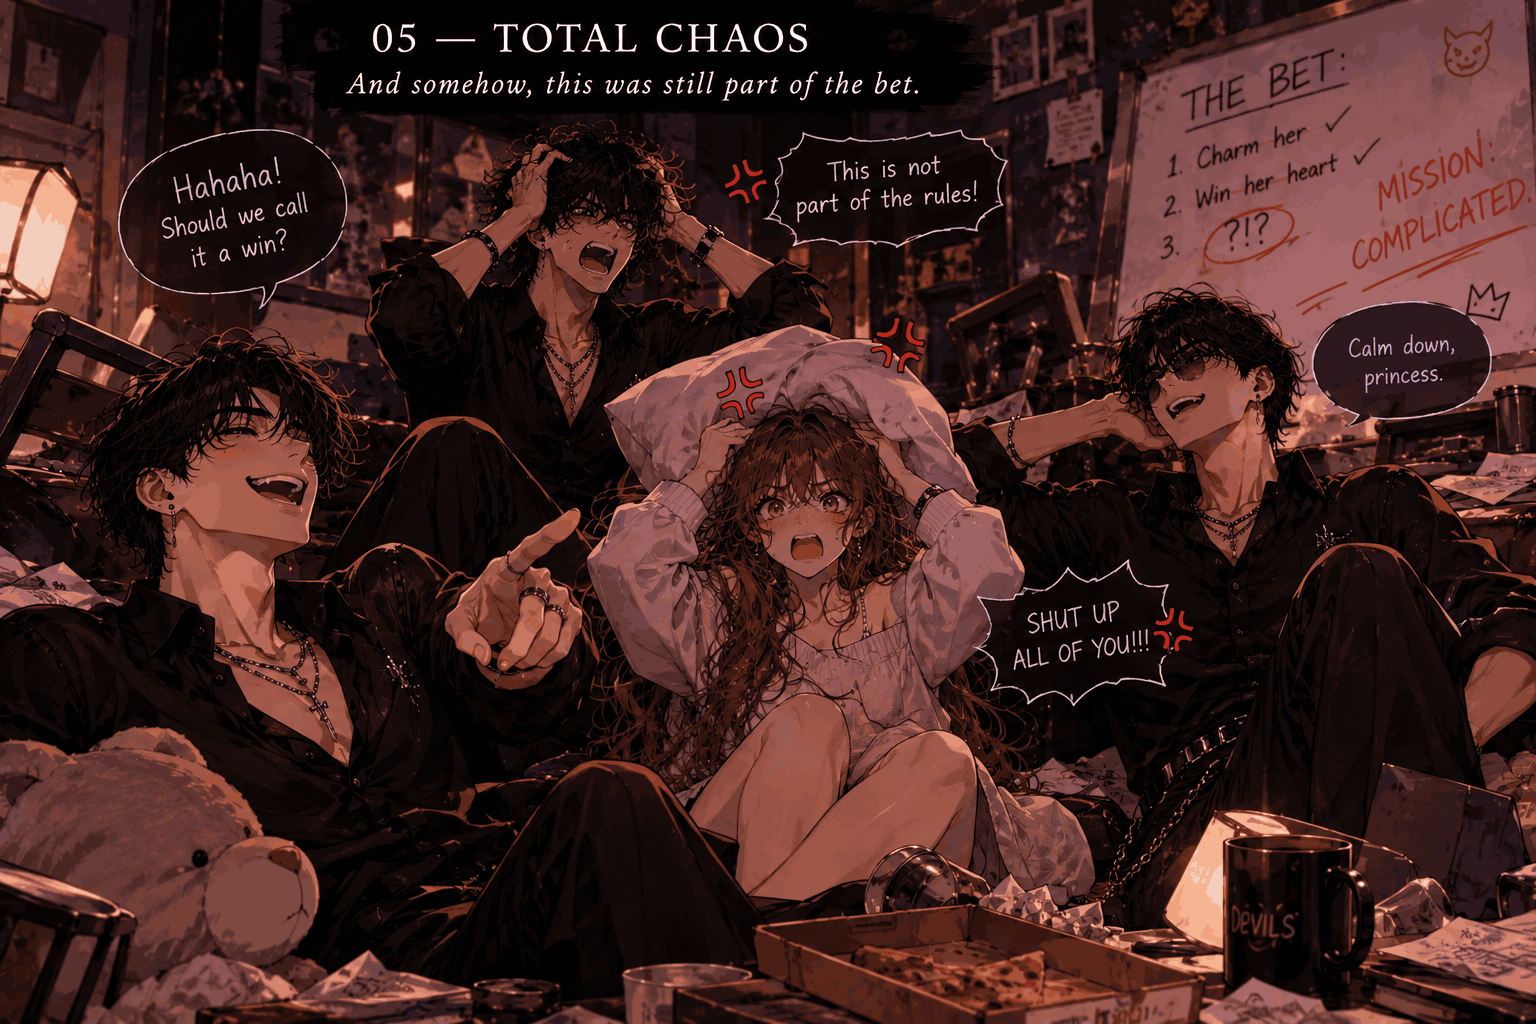 05 — TOTAL CHAOS
And somehow, this was still part of the bet.
Hahaha!
Should we call
it a win?
This is not
part of the rules!
THE BET:
1. Charm her ✓
2. Win her heart ✓
3. ?!?
MISSION:
COMPLICATED.
Calm down,
princess.
SHUT UP
ALL OF YOU!!!
DEVIL'S